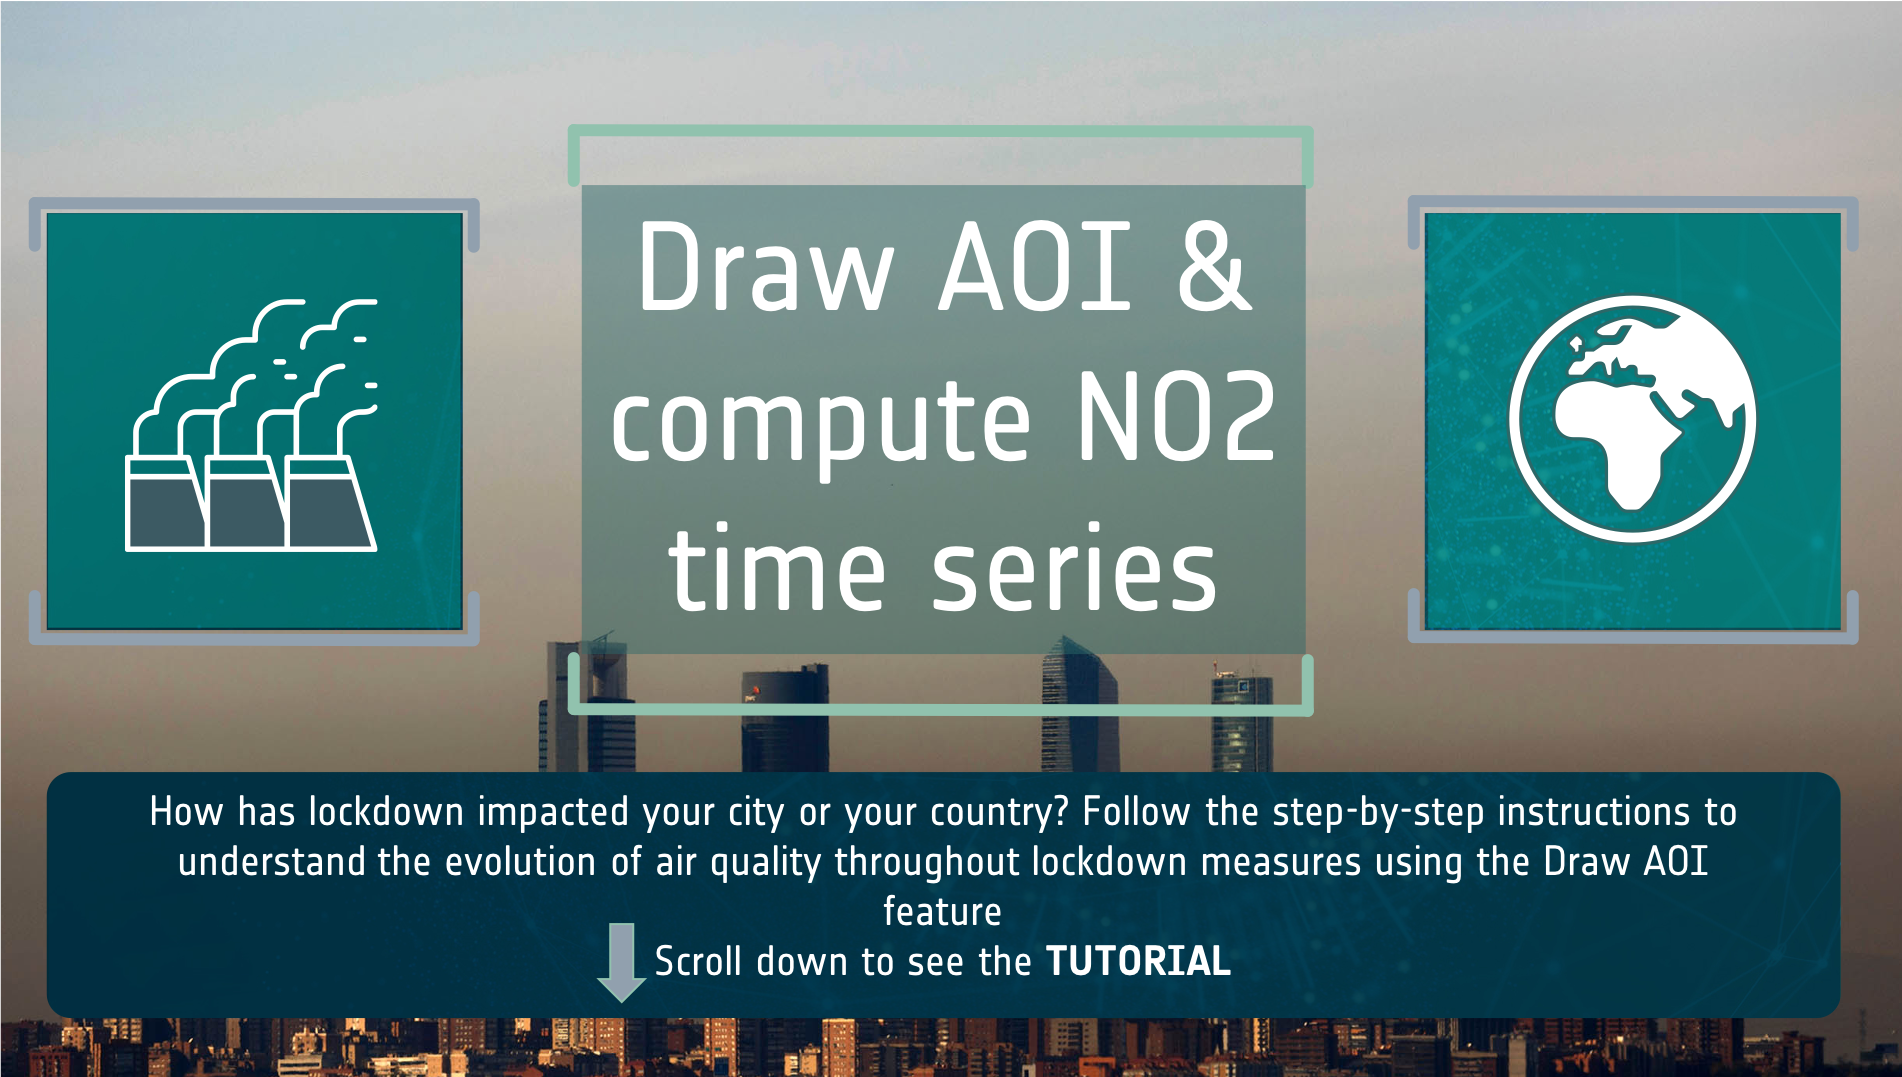 Draw AOI &
compute NO2
time series
How has lockdown impacted your city or your country? Follow the step-by-step instructions to
understand the evolution of air quality throughout lockdown measures using the Draw AOI
feature
Scroll down to see the TUTORIAL